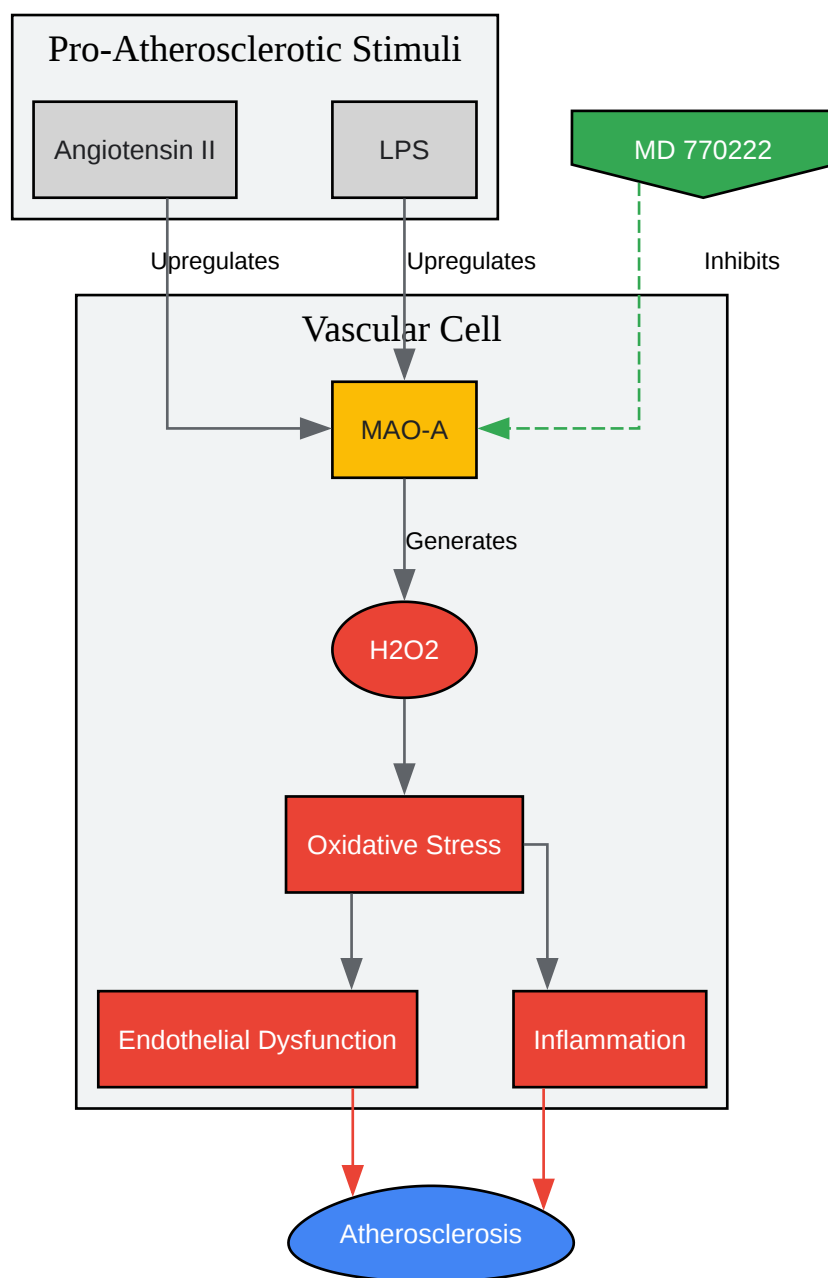 Pro-Atherosclerotic Stimuli
Angiotensin II
LPS
MD 770222
Upregulates
Upregulates
Inhibits
Vascular Cell
MAO-A
Generates
H2O2
Oxidative Stress
Endothelial Dysfunction
Inflammation
Atherosclerosis